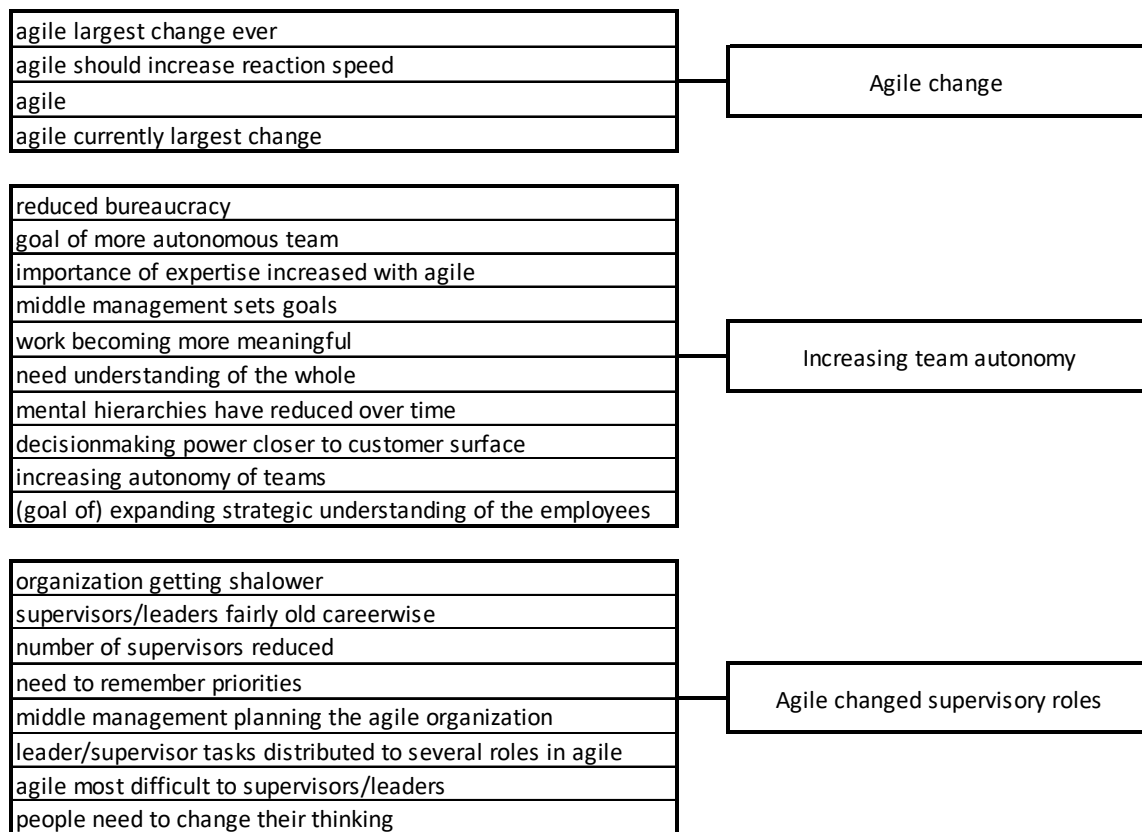 agile largest change ever
agile should increase reaction speed
agile
agile currently largest change
Agile change
reduced bureaucracy
goal of more autonomous team
importance of expertise increased with agile
middle management sets goals
work becoming more meaningful
need understanding of the whole
mental hierarchies have reduced over time
decisionmaking power closer to customer surface
increasing autonomy of teams
(goal of) expanding strategic understanding of the employees
Increasing team autonomy
organization getting shalower
supervisors/leaders fairly old careerwise
number of supervisors reduced
need to remember priorities
middle management planning the agile organization
leader/supervisor tasks distributed to several roles in agile
agile most difficult to supervisors/leaders
people need to change their thinking
Agile changed supervisory roles